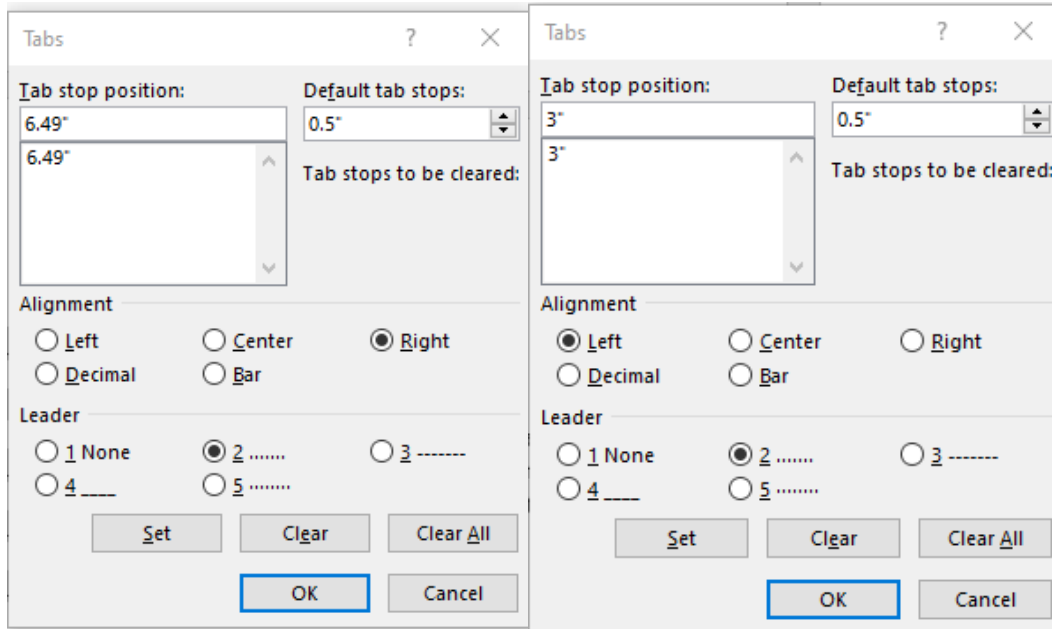 Tabs ?
Tab stop position: Default tab stops:
6.49" 0.5"
6.49"
Tab stops to be cleared:
Alignment
Left Center Right
Decimal Bar
Leader
1 None 2 ....... 3 -------
4 ____ 5 ········
Set Clear Clear All
OK Cancel
Tabs ?
Tab stop position: Default tab stops:
3" 0.5"
3"
Tab stops to be cleared:
Alignment
Left Center Right
Decimal Bar
Leader
1 None 2 ....... 3 -------
4 ____ 5 ········
Set Clear Clear All
OK Cancel